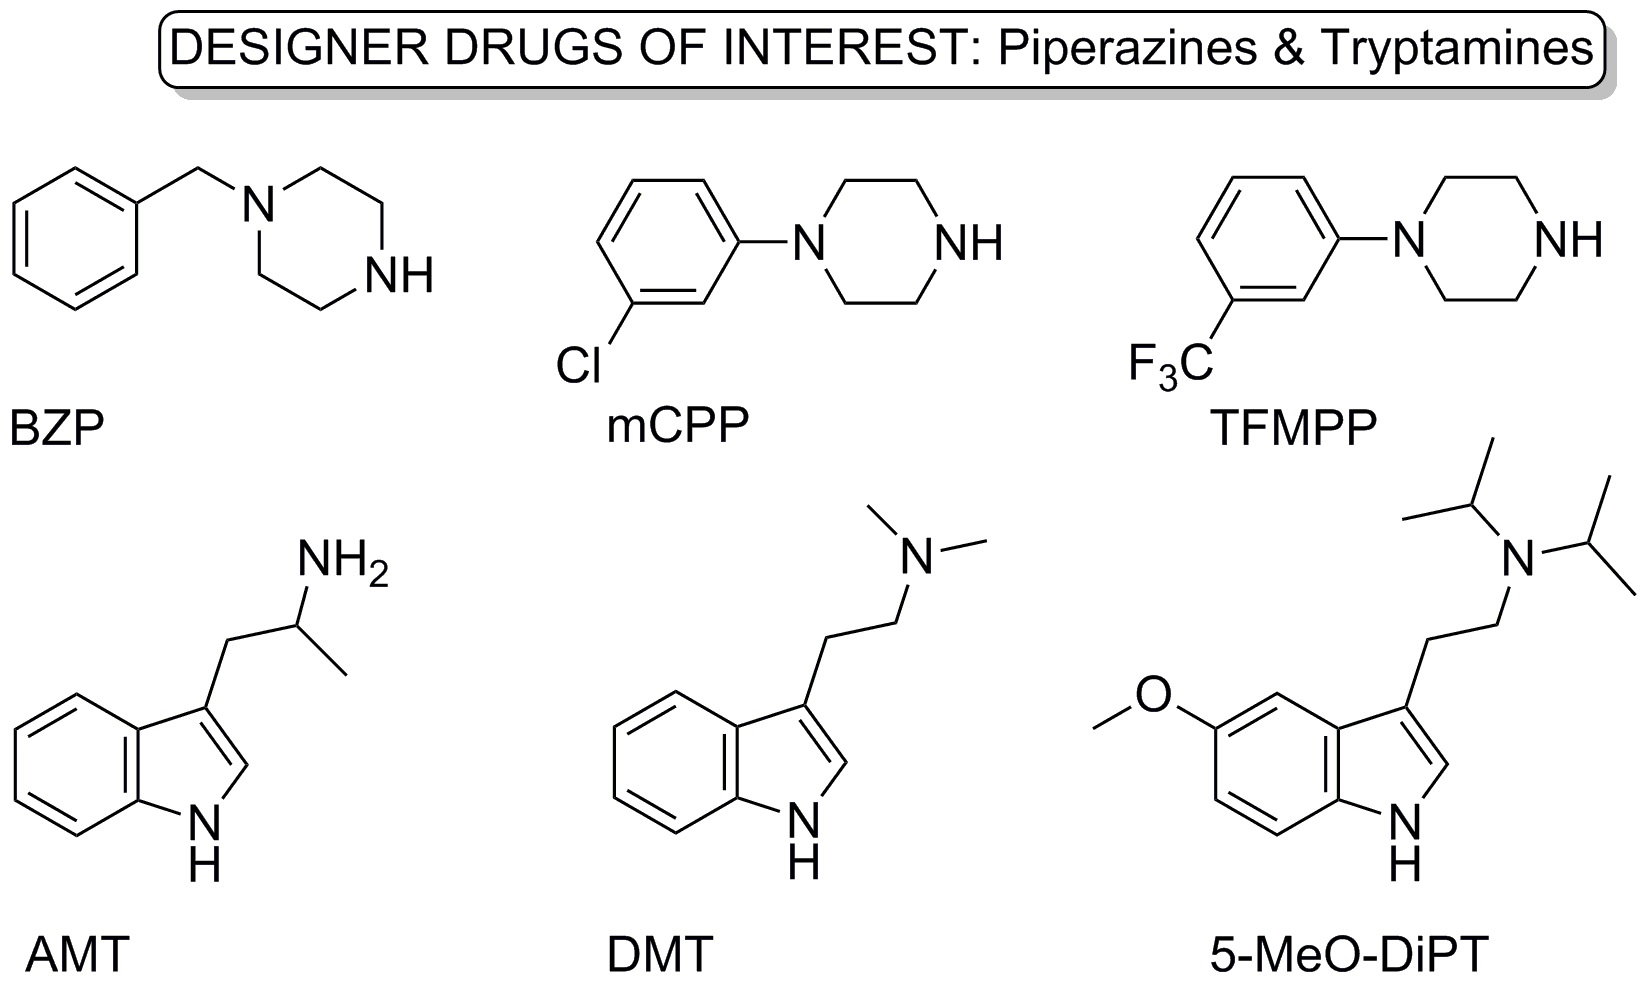 DESIGNER DRUGS OF INTEREST: Piperazines & Tryptamines
N
NH
N
NH
Cl
N
NH
F3C
BZP
mCPP
TFMPP
NH2
N
H
N
N
H
O
N
N
H
AMT
DMT
5-MeO-DiPT